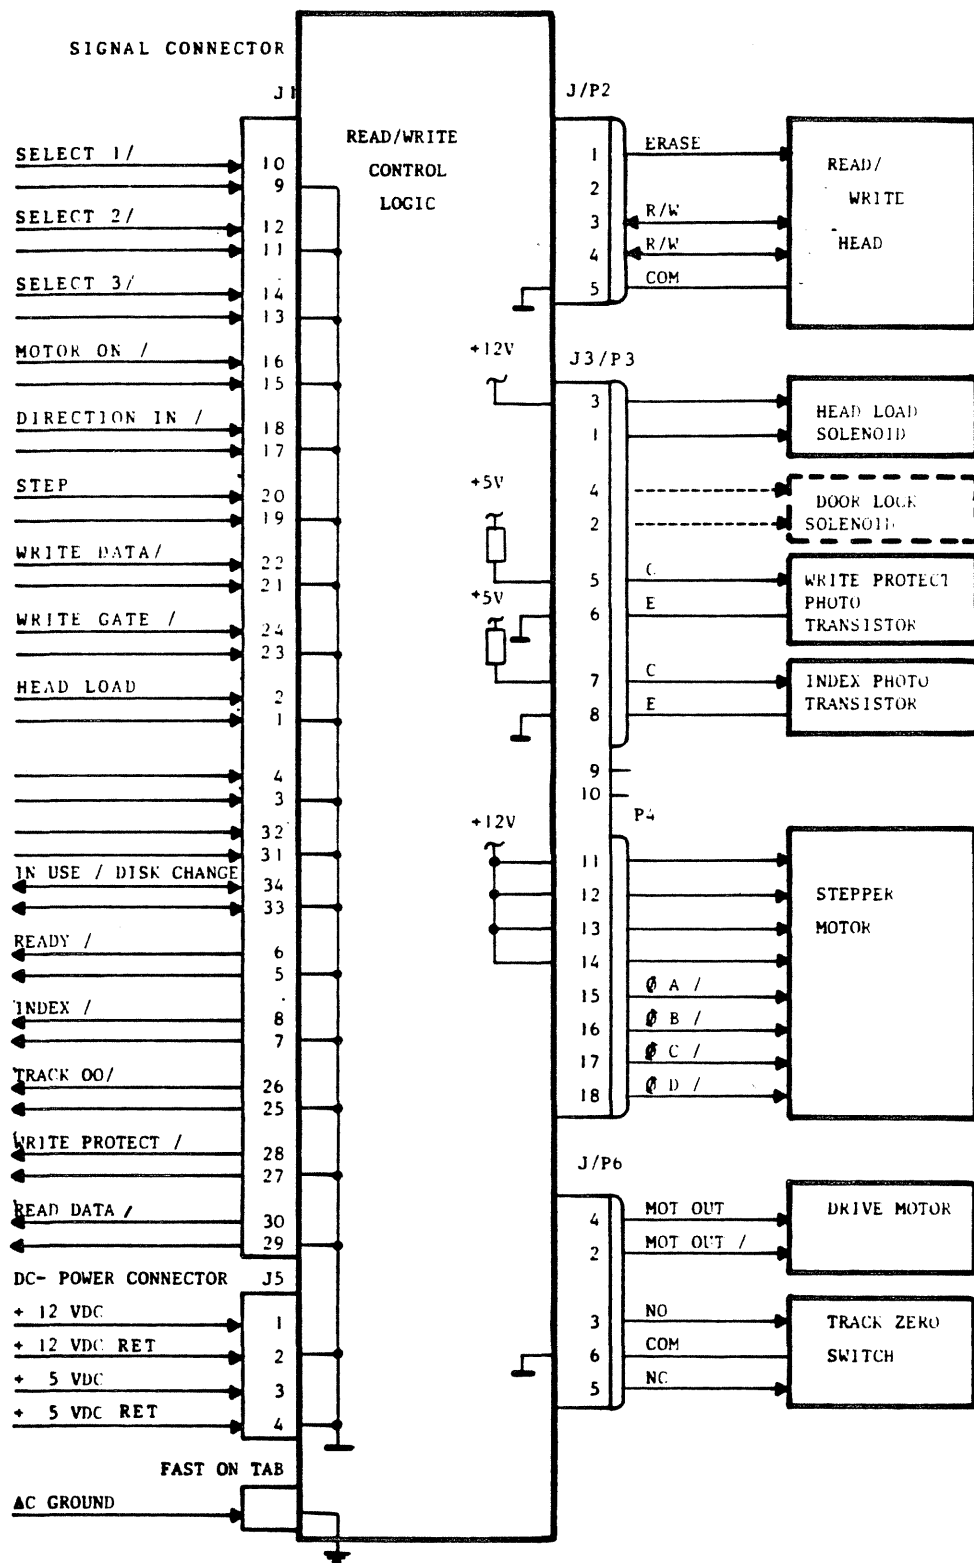 SIGNAL CONNECTOR
J1
SELECT 1/
10
9
SELECT 2/
12
11
SELECT 3/
14
13
MOTOR ON /
16
15
DIRECTION IN /
18
17
STEP
20
19
WRITE DATA/
22
21
WRITE GATE /
24
23
HEAD LOAD
2
1
4
3
32
31
IN USE / DISK CHANGE
34
33
READY /
6
5
INDEX /
8
7
TRACK OO/
26
25
WRITE PROTECT /
28
27
READ DATA /
30
29
DC- POWER CONNECTOR J5
+ 12 VDC
1
+ 12 VDC RET
2
+ 5 VDC
3
+ 5 VDC RET
4
FAST ON TAB
AC GROUND
READ/WRITE
CONTROL
LOGIC
+12V
+5V
+5V
+12V
J/P2
1 ERASE
2
3 R/W
4 R/W
5 COM
READ/
WRITE
HEAD
J3/P3
3
1
HEAD LOAD
SOLENOID
4
2
DOOR LOCK
SOLENOID
5 C
6 E
WRITE PROTECT
PHOTO
TRANSISTOR
7 C
8 E
INDEX PHOTO
TRANSISTOR
9
10
P4
11
12
13
14
15 Ø A /
16 Ø B /
17 Ø C /
18 Ø D /
STEPPER
MOTOR
J/P6
4 MOT OUT
2 MOT OUT /
DRIVE MOTOR
3 NO
6 COM
5 NC
TRACK ZERO
SWITCH